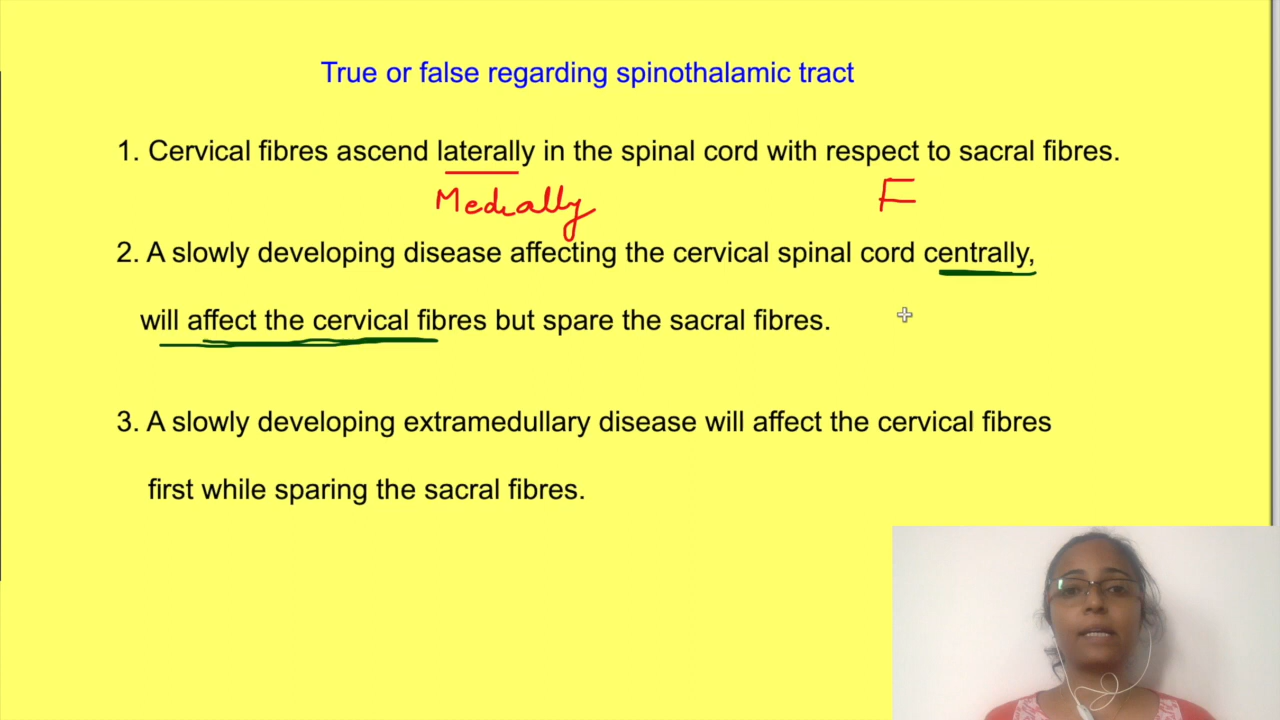 True or false regarding spinothalamic tract
1. Cervical fibres ascend laterally in the spinal cord with respect to sacral fibres.
Medially F
2. A slowly developing disease affecting the cervical spinal cord centrally,
will affect the cervical fibres but spare the sacral fibres.
3. A slowly developing extramedullary disease will affect the cervical fibres
first while sparing the sacral fibres.